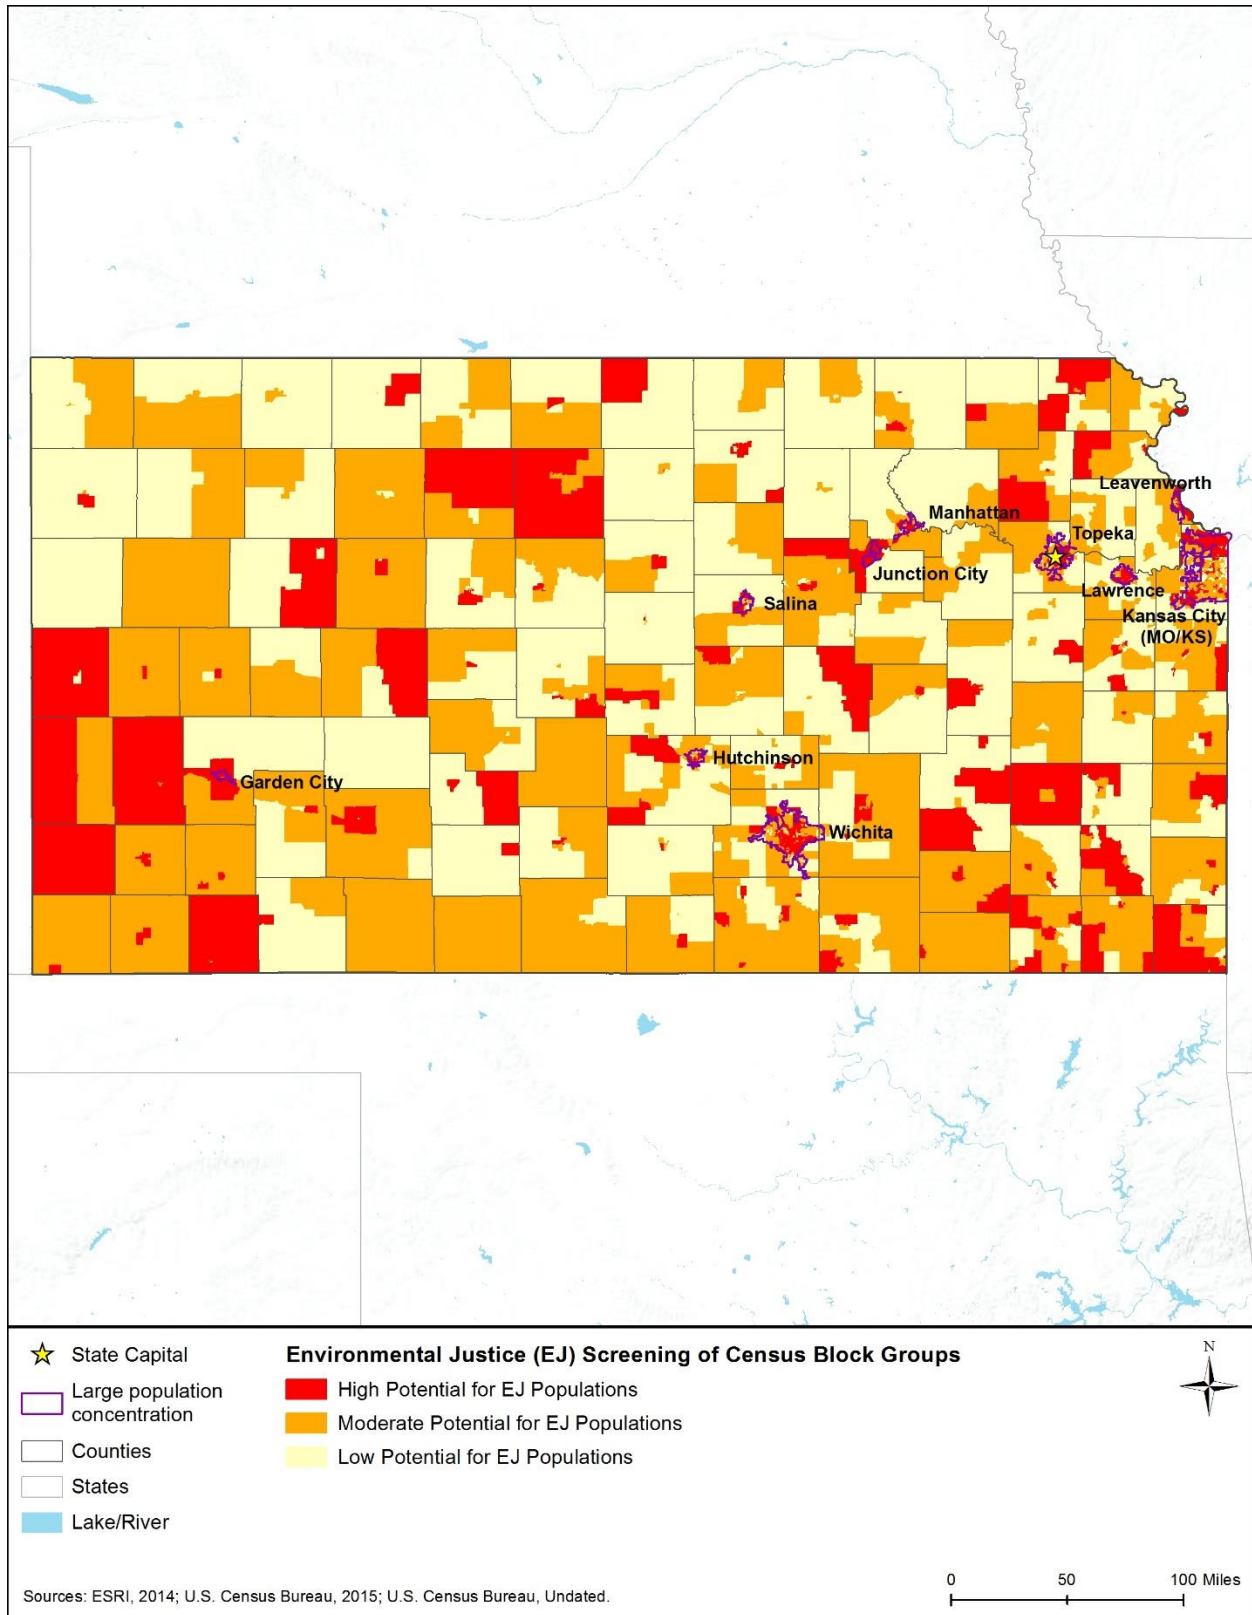 Leavenworth
Manhattan
Topeka
Junction City
Lawrence
Salina
Kansas City
(MO/KS)
Hutchinson
Garden City
Wichita
State Capital
Large population
concentration
Counties
States
Lake/River
Environmental Justice (EJ) Screening of Census Block Groups
High Potential for EJ Populations
Moderate Potential for EJ Populations
Low Potential for EJ Populations
N
Sources: ESRI, 2014; U.S. Census Bureau, 2015; U.S. Census Bureau, Undated.
0 50 100 Miles